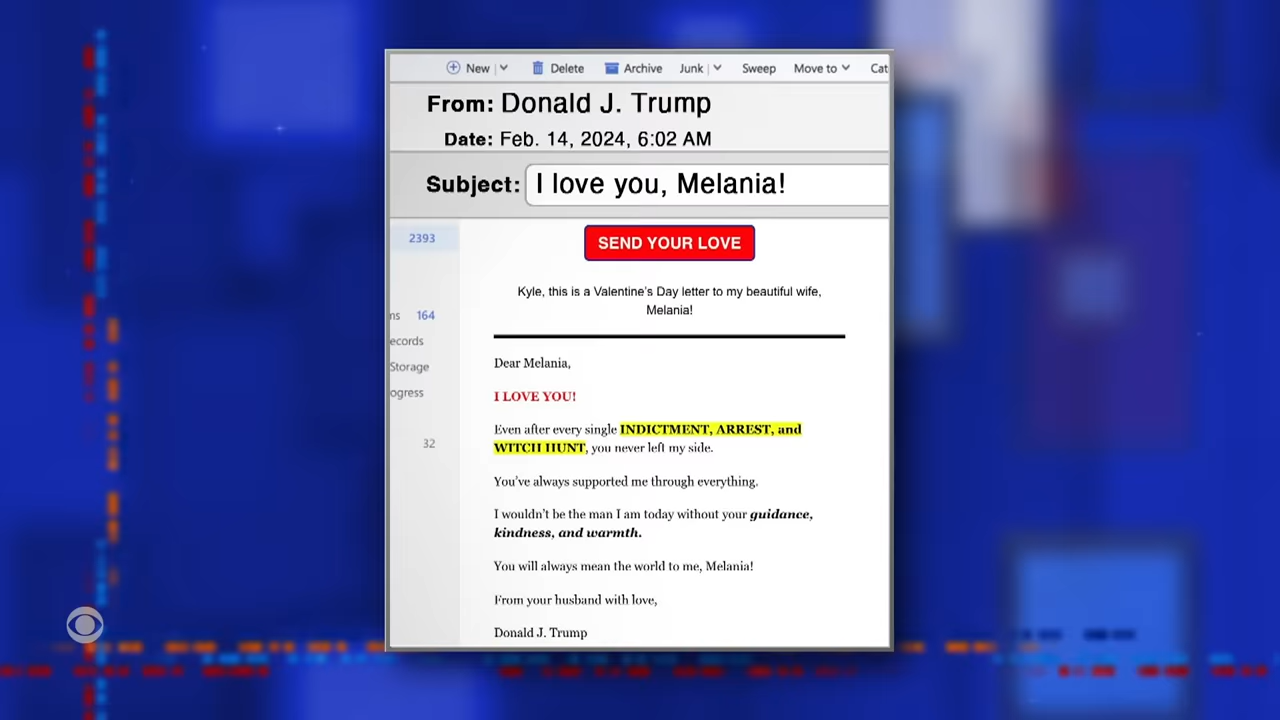 New Delete Archive Junk Sweep Move to Cat
From: Donald J. Trump
Date: Feb. 14, 2024, 6:02 AM
Subject: I love you, Melania!
2393
SEND YOUR LOVE
Kyle, this is a Valentine's Day letter to my beautiful wife,
Melania!
ns 164
ecords
Storage
ogress
32
Dear Melania,
I LOVE YOU!
Even after every single INDICTMENT, ARREST, and
WITCH HUNT, you never left my side.
You've always supported me through everything.
I wouldn't be the man I am today without your guidance,
kindness, and warmth.
You will always mean the world to me, Melania!
From your husband with love,
Donald J. Trump